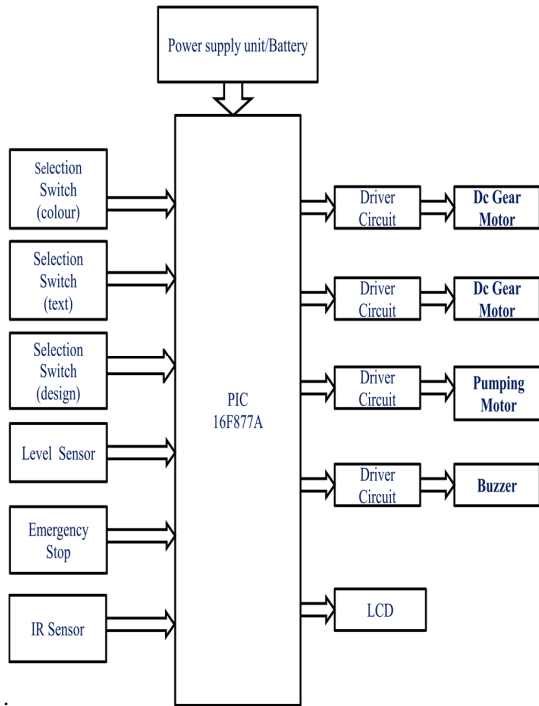 Power supply unit/Battery
Selection
Switch
(colour)
Selection
Switch
(text)
Selection
Switch
(design)
Level Sensor
Emergency
Stop
IR Sensor
PIC
16F877A
Driver
Circuit
Dc Gear
Motor
Driver
Circuit
Dc Gear
Motor
Driver
Circuit
Pumping
Motor
Driver
Circuit
Buzzer
LCD
.